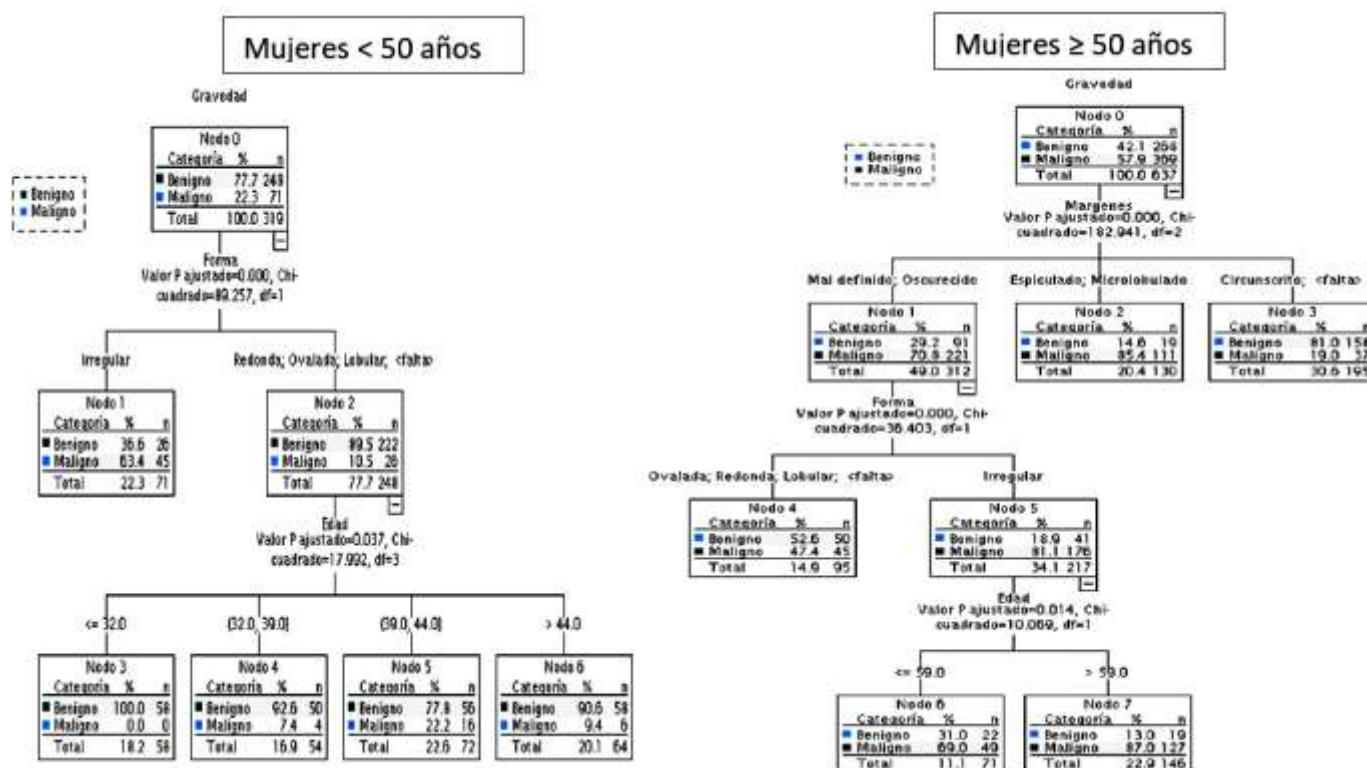 Mujeres < 50 años
Gravedad
Benigno
Maligno
Nodo 0
Categoría % n
Benigno 77.7 248
Maligno 22.3 71
Total 100.0 319
Forma
Valor P ajustado=0.000, Chi-
cuadrado=89.257, df=1
Irregular
Redonda; Ovalada; Lobular; <falta>
Nodo 1
Categoría % n
Benigno 36.6 26
Maligno 63.4 45
Total 22.3 71
Nodo 2
Categoría % n
Benigno 89.5 222
Maligno 10.5 26
Total 77.7 248
Edad
Valor P ajustado=0.037, Chi-
cuadrado=17.992, df=3
<= 32.0
(32.0, 39.0]
(39.0, 44.0]
> 44.0
Nodo 3
Categoría % n
Benigno 100.0 58
Maligno 0.0 0
Total 18.2 58
Nodo 4
Categoría % n
Benigno 92.6 50
Maligno 7.4 4
Total 16.9 54
Nodo 5
Categoría % n
Benigno 77.8 56
Maligno 22.2 16
Total 22.6 72
Nodo 6
Categoría % n
Benigno 90.6 58
Maligno 9.4 6
Total 20.1 64
Mujeres ≥ 50 años
Gravedad
Benigno
Maligno
Nodo 0
Categoría % n
Benigno 42.1 268
Maligno 57.9 369
Total 100.0 637
Margenes
Valor P ajustado=0.000, Chi-
cuadrado=182.941, df=2
Mal definido; Oscurecido
Espiculado; Microlobulado
Circunscrito; <falta>
Nodo 1
Categoría % n
Benigno 29.2 91
Maligno 70.8 221
Total 49.0 312
Nodo 2
Categoría % n
Benigno 14.6 19
Maligno 85.4 111
Total 20.4 130
Nodo 3
Categoría % n
Benigno 81.0 158
Maligno 19.0 37
Total 30.6 195
Forma
Valor P ajustado=0.000, Chi-
cuadrado=36.403, df=1
Ovalada; Redonda; Lobular; <falta>
Irregular
Nodo 4
Categoría % n
Benigno 52.6 50
Maligno 47.4 45
Total 14.9 95
Nodo 5
Categoría % n
Benigno 18.9 41
Maligno 81.1 176
Total 34.1 217
Edad
Valor P ajustado=0.014, Chi-
cuadrado=10.069, df=1
<= 59.0
> 59.0
Nodo 6
Categoría % n
Benigno 31.0 22
Maligno 69.0 49
Total 11.1 71
Nodo 7
Categoría % n
Benigno 13.0 19
Maligno 87.0 127
Total 22.9 146